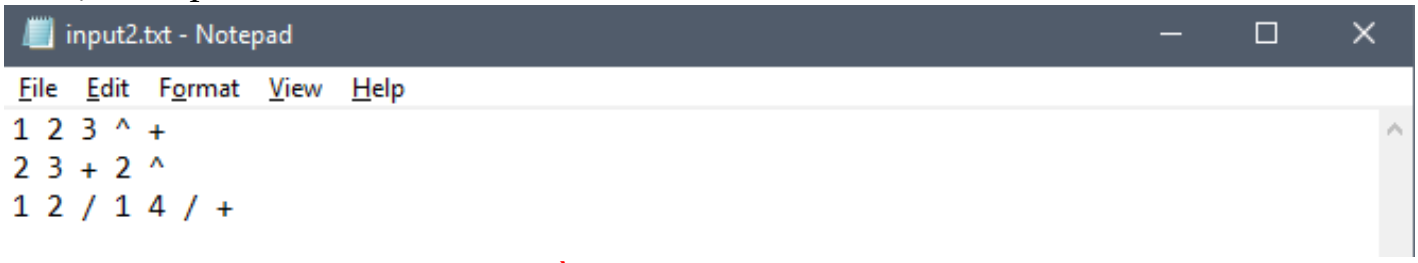 input2.txt - Notepad
File Edit Format View Help
1 2 3 ^ +
2 3 + 2 ^
1 2 / 1 4 / +